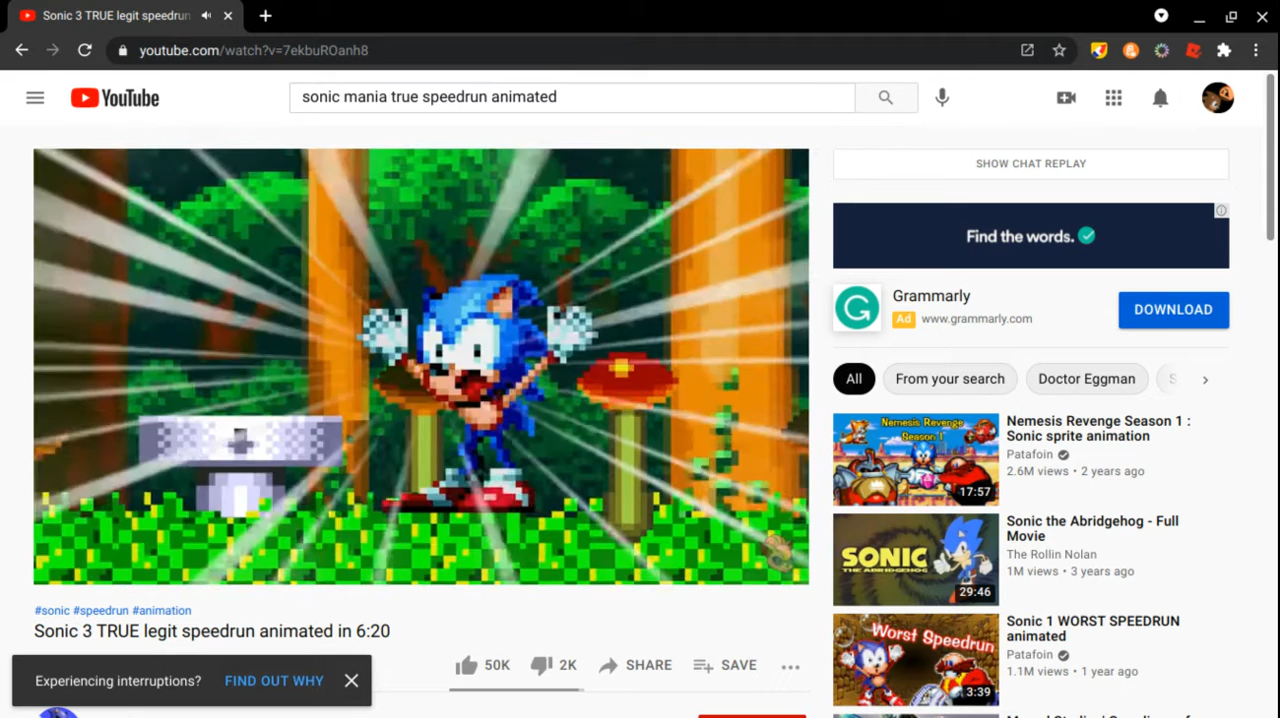 Sonic 3 TRUE legit speedrun
youtube.com/watch?v=7ekbuROanh8
YouTube
sonic mania true speedrun animated
SHOW CHAT REPLAY
Find the words.
Grammarly
Ad www.grammarly.com
DOWNLOAD
All
From your search
Doctor Eggman
Nemesis Revenge
Season 1
17:57
Nemesis Revenge Season 1 :
Sonic sprite animation
Patafoin
2.6M views • 2 years ago
SONIC
THE ABRIDGEHOG
29:46
Sonic the Abridgehog - Full
Movie
The Rollin Nolan
1M views • 3 years ago
Worst Speedrun
3:39
Sonic 1 WORST SPEEDRUN
animated
Patafoin
1.1M views • 1 year ago
#sonic #speedrun #animation
Sonic 3 TRUE legit speedrun animated in 6:20
50K
2K
SHARE
SAVE
Experiencing interruptions?
FIND OUT WHY